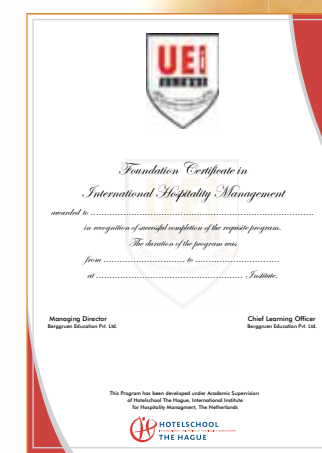 UEi
GLOBAL
Foundation Certificate in
International Hospitality Management
awarded to ........................................................................................................
in recognition of successful completion of the requisite program.
The duration of the program was
from ..................................... to ......................................
at .................................................................... Institute.
Managing Director Chief Learning Officer
Berggruen Education Pvt. Ltd. Berggruen Education Pvt. Ltd.
This Program has been developed under Academic Supervision
of Hotelschool The Hague, International Institute
for Hospitality Managment, The Netherlands
HOTELSCHOOL
THE HAGUE